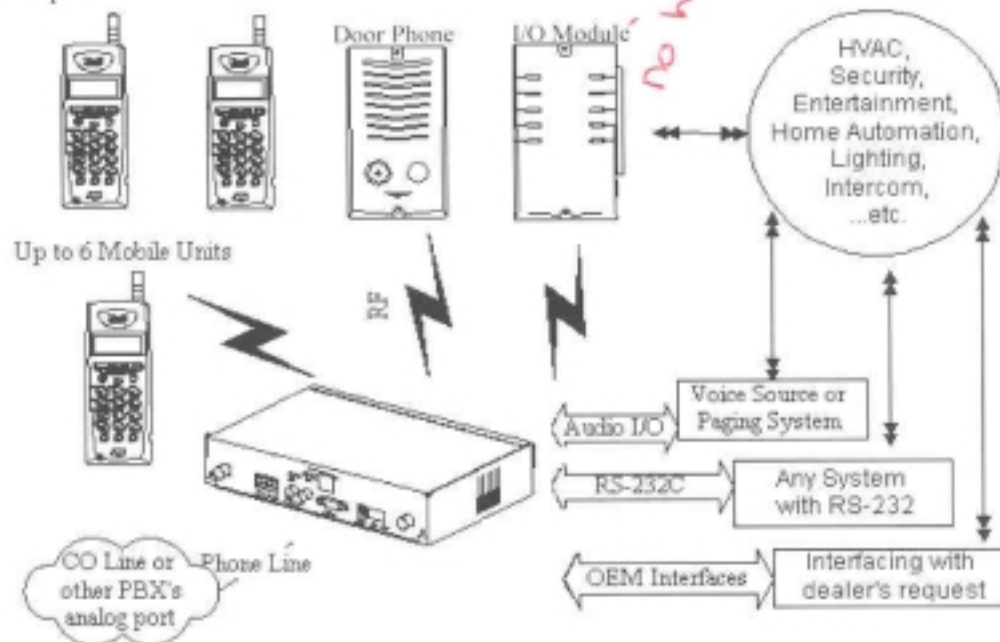 Door Phone
I/O Module
no
HVAC,
Security,
Entertainment,
Home Automation,
Lighting,
Intercom,
...etc.
Up to 6 Mobile Units
RF
Voice Source or
Paging System
Audio I/O
RS-232C
Any System
with RS-232
CO Line or
other PBX's
analog port
Phone Line
OEM Interfaces
Interfacing with
dealer's request